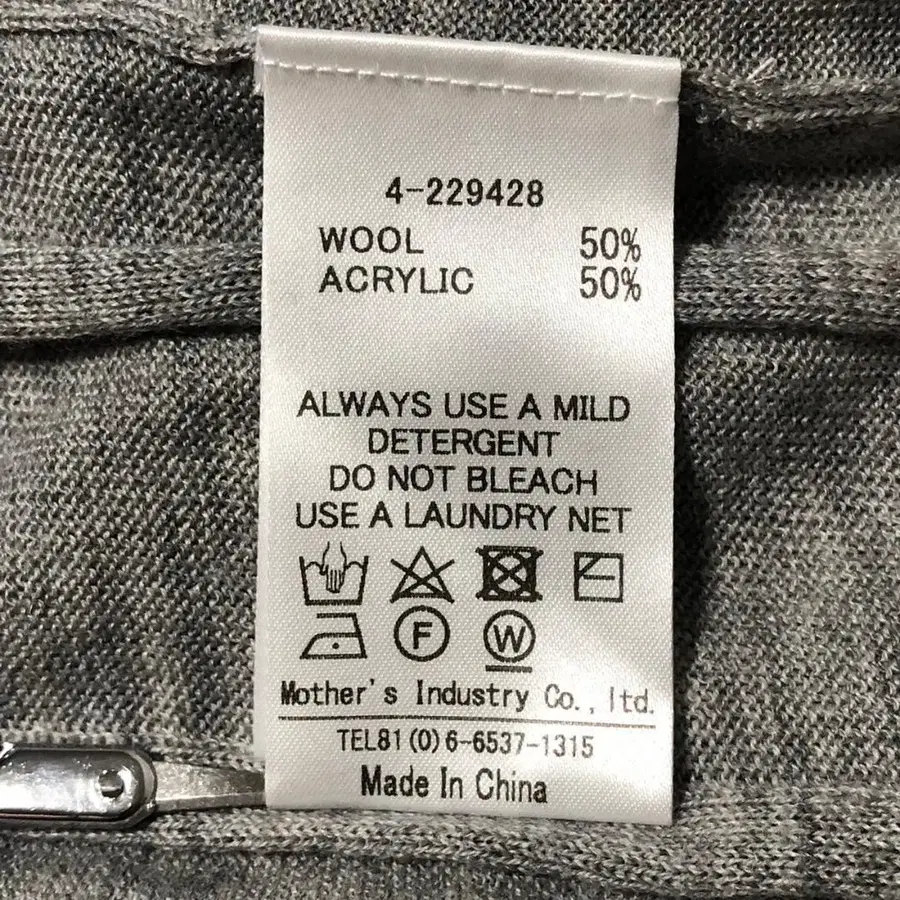 4-229428
WOOL 50%
ACRYLIC 50%
ALWAYS USE A MILD
DETERGENT
DO NOT BLEACH
USE A LAUNDRY NET
F W
Mother's Industry Co., ltd.
TEL81(0)6-6537-1315
Made In China